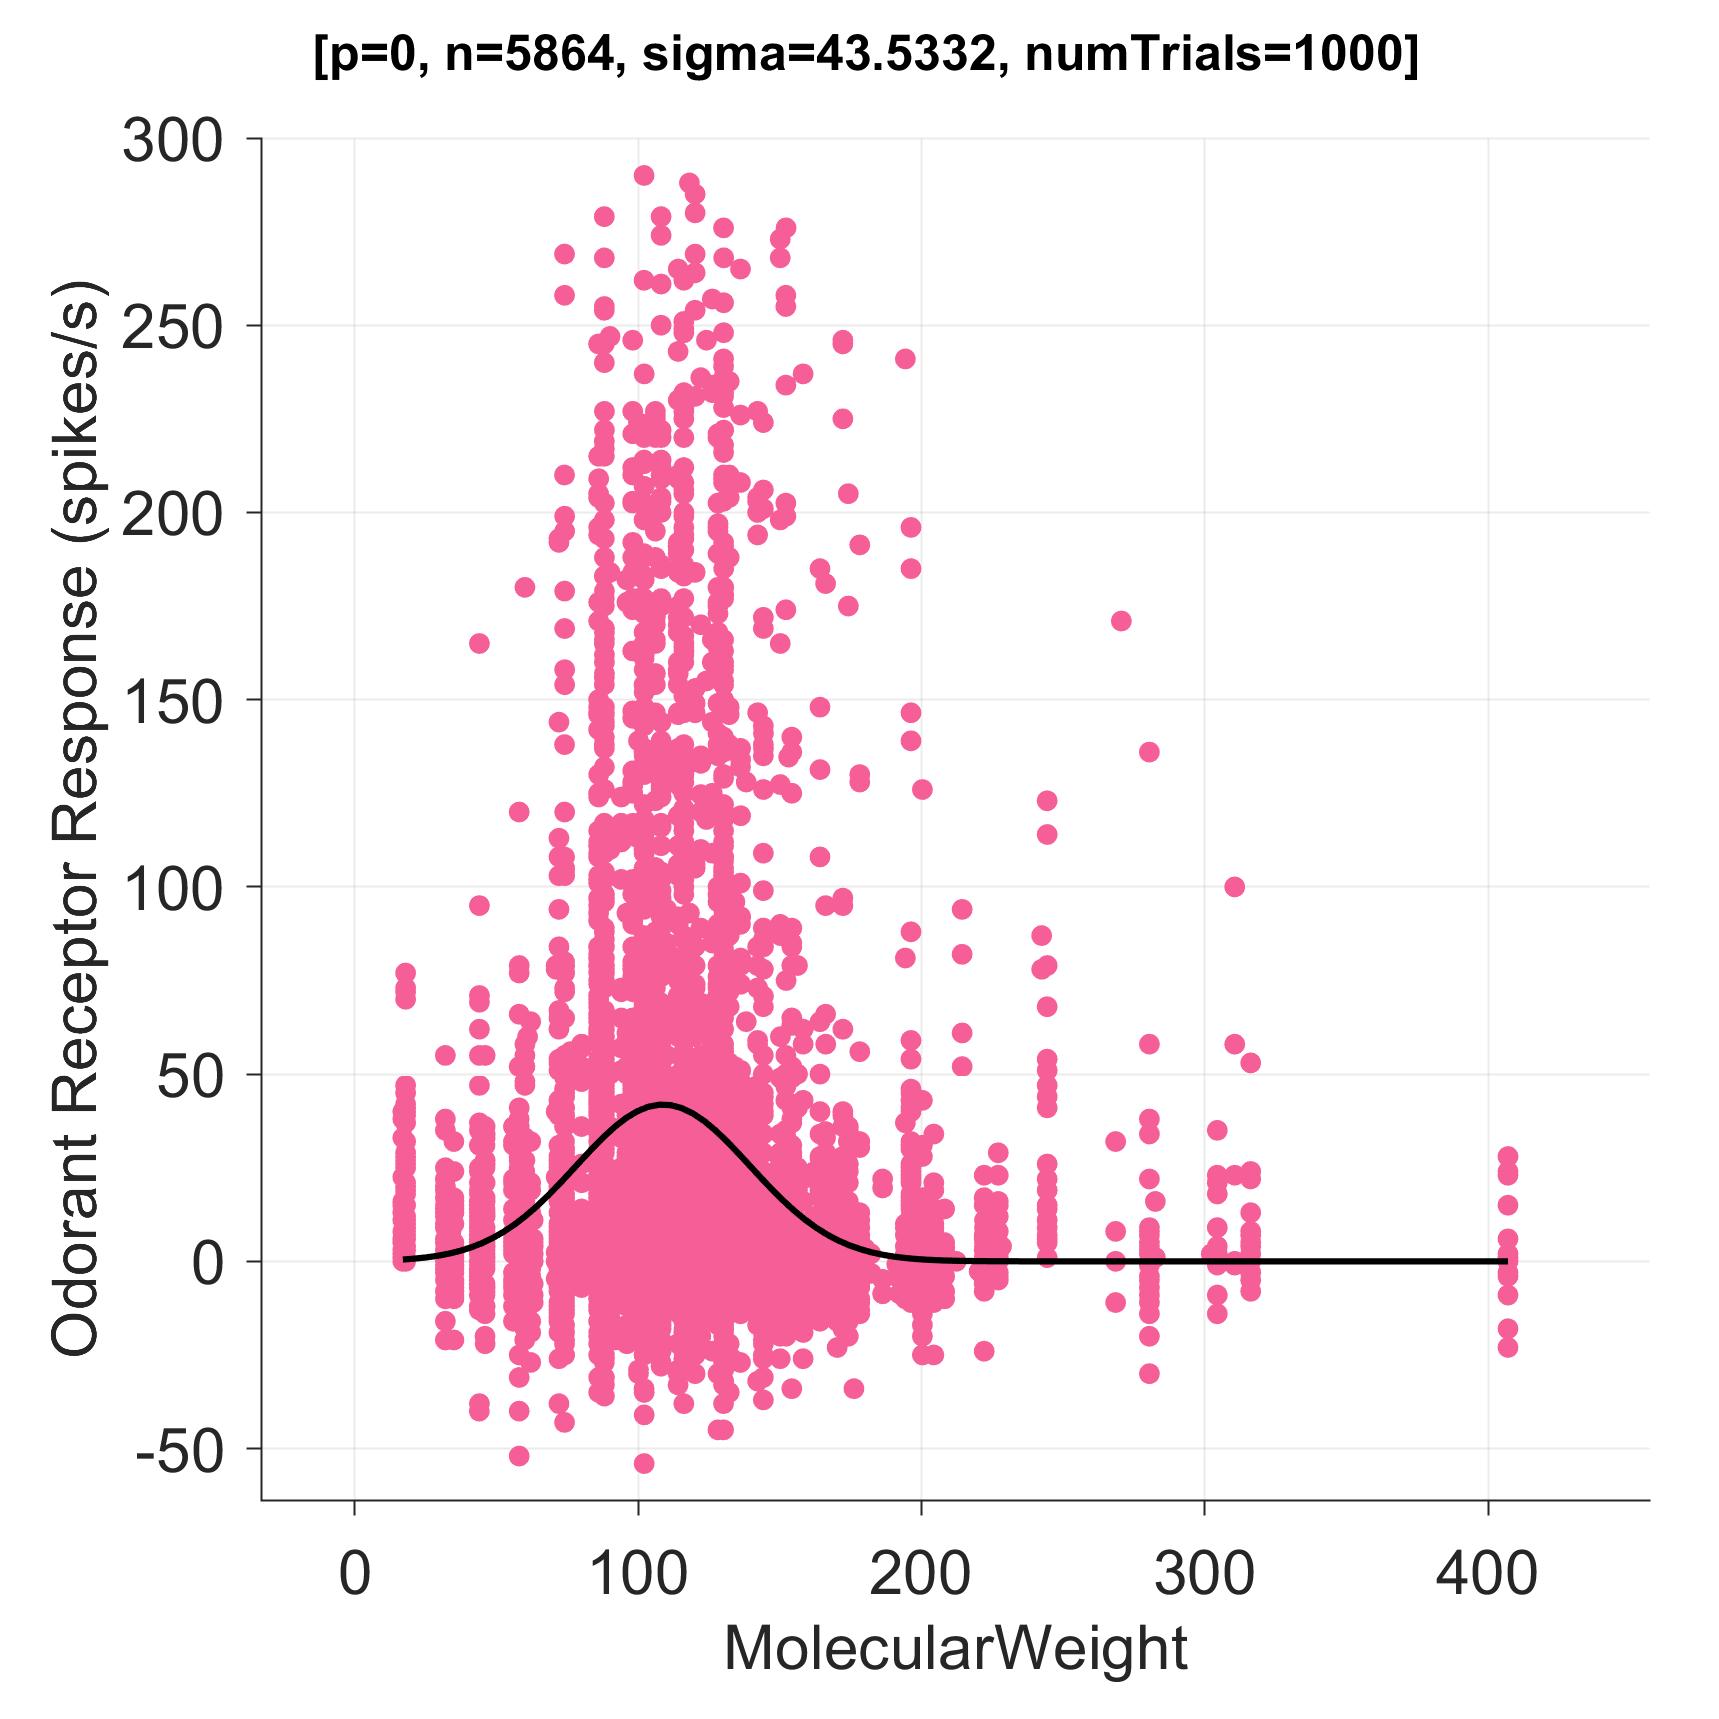 [p=0, n=5864, sigma=43.5332, numTrials=1000]
300
250
200
150
100
50
0
-50
Odorant Receptor Response (spikes/s)
0 100 200 300 400
MolecularWeight